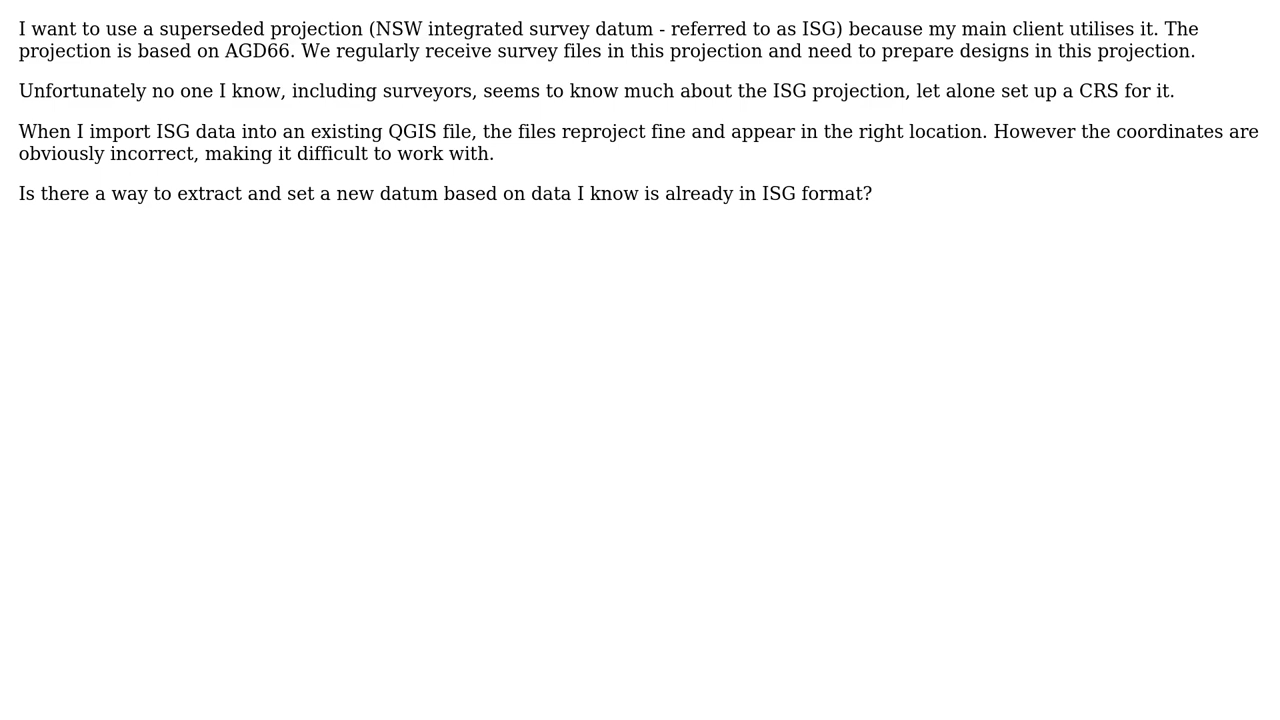 I want to use a superseded projection (NSW integrated survey datum - referred to as ISG) because my main client utilises it. The
projection is based on AGD66. We regularly receive survey files in this projection and need to prepare designs in this projection.
Unfortunately no one I know, including surveyors, seems to know much about the ISG projection, let alone set up a CRS for it.
When I import ISG data into an existing QGIS file, the files reproject fine and appear in the right location. However the coordinates are
obviously incorrect, making it difficult to work with.
Is there a way to extract and set a new datum based on data I know is already in ISG format?